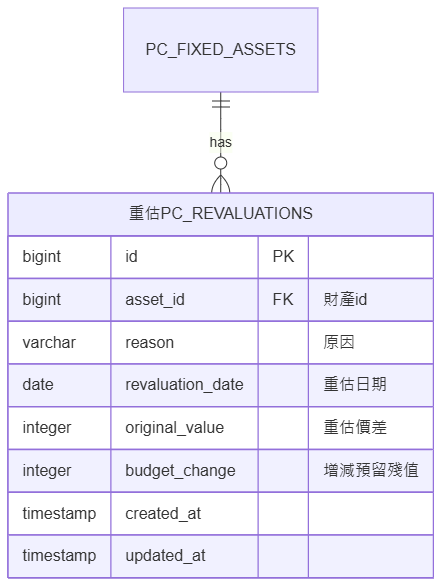 PC_FIXED_ASSETS
has
重估PC_REVALUATIONS
bigint id PK
bigint asset_id FK 財產id
varchar reason 原因
date revaluation_date 重估日期
integer original_value 重估價差
integer budget_change 增減預留殘值
timestamp created_at
timestamp updated_at